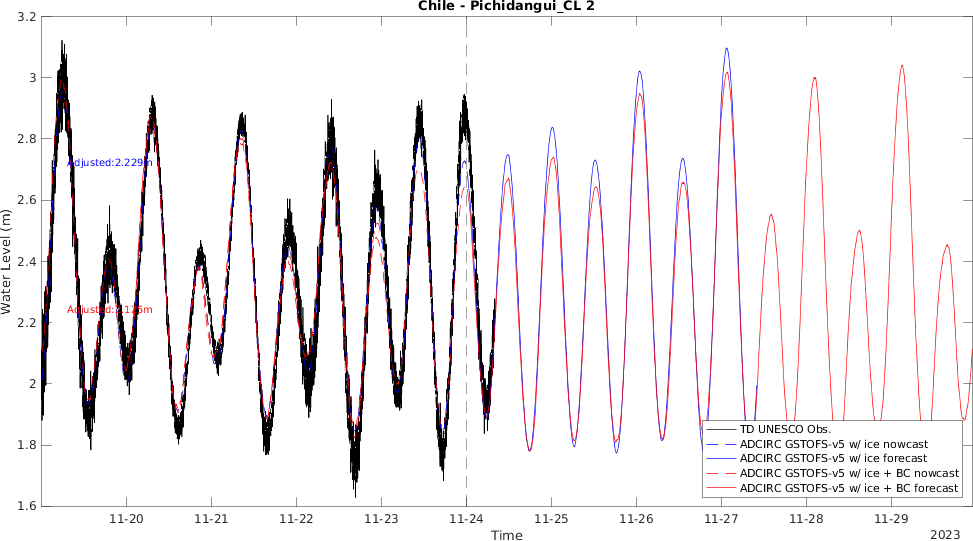 Chile - Pichidangui_CL 2
Water Level (m)
3.2
3
2.8
2.6
2.4
2.2
2
1.8
1.6
Adjusted:2.229m
TD UNESCO Obs.
ADCIRC GSTOFS-v5 w/ ice nowcast
ADCIRC GSTOFS-v5 w/ ice forecast
ADCIRC GSTOFS-v5 w/ ice + BC nowcast
ADCIRC GSTOFS-v5 w/ ice + BC forecast
11-20
11-21
11-22
11-23
11-24
11-25
11-26
11-27
11-28
11-29
Time
2023